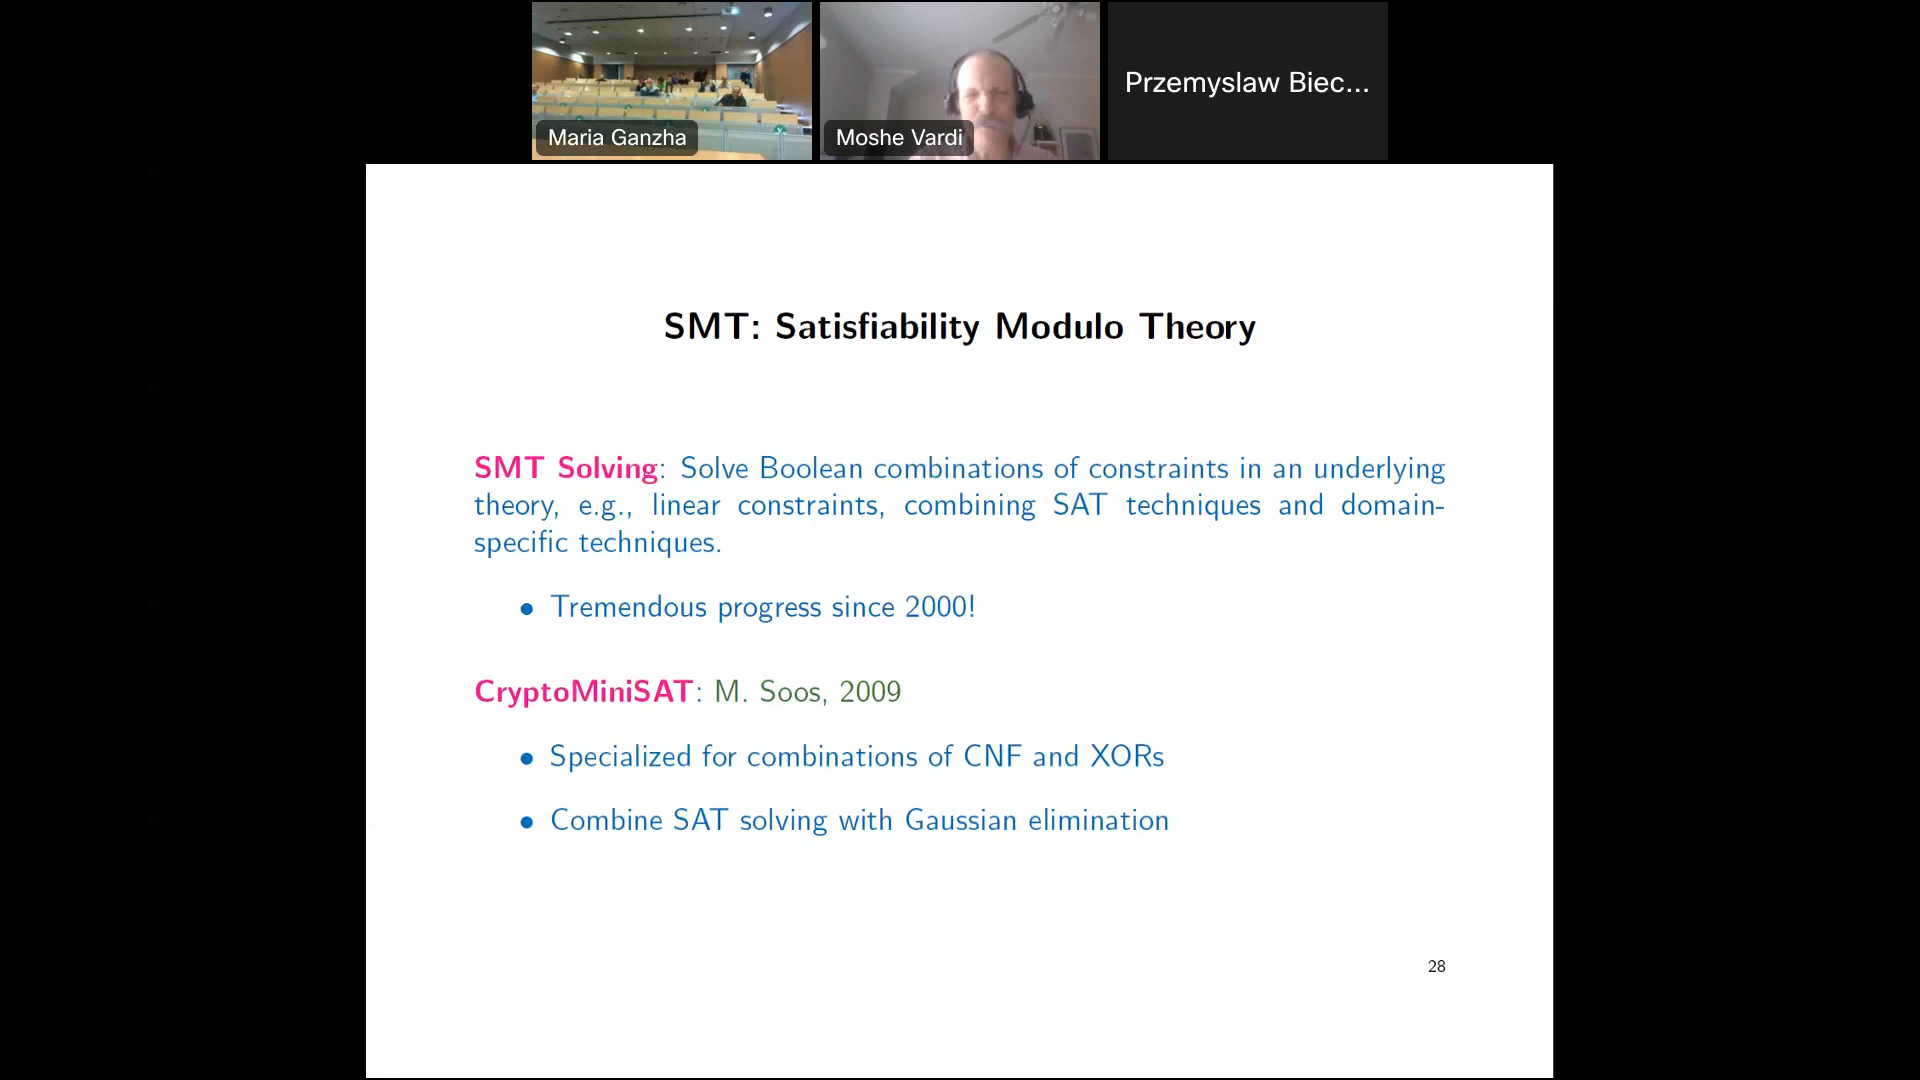 Maria Ganzha
Moshe Vardi
Przemyslaw Biec...
SMT: Satisfiability Modulo Theory
SMT Solving: Solve Boolean combinations of constraints in an underlying
theory, e.g., linear constraints, combining SAT techniques and domain-
specific techniques.
• Tremendous progress since 2000!
CryptoMiniSAT: M. Soos, 2009
• Specialized for combinations of CNF and XORs
• Combine SAT solving with Gaussian elimination
28